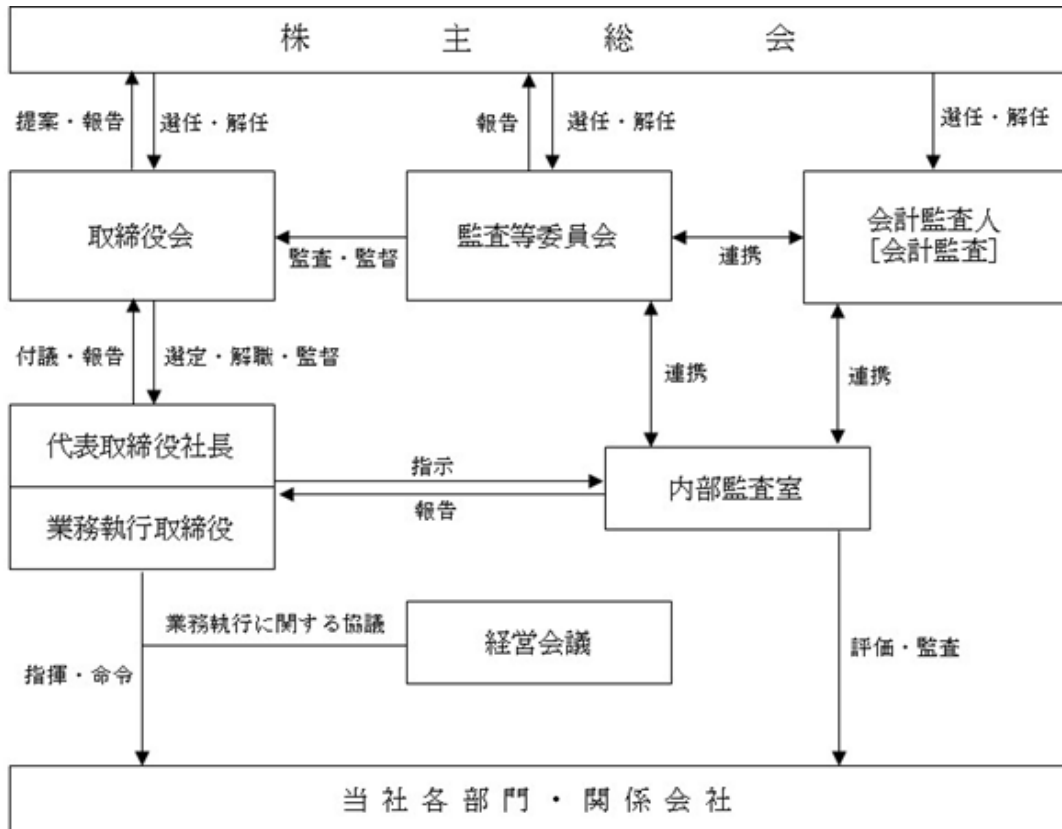 株主総会
提案・報告
選任・解任
報告
選任・解任
選任・解任
取締役会
監査・監督
監査等委員会
連携
会計監査人
[会計監査]
付議・報告
選定・解職・監督
連携
連携
代表取締役社長
業務執行取締役
指示
報告
内部監査室
業務執行に関する協議
経営会議
指揮・命令
評価・監査
当社各部門・関係会社